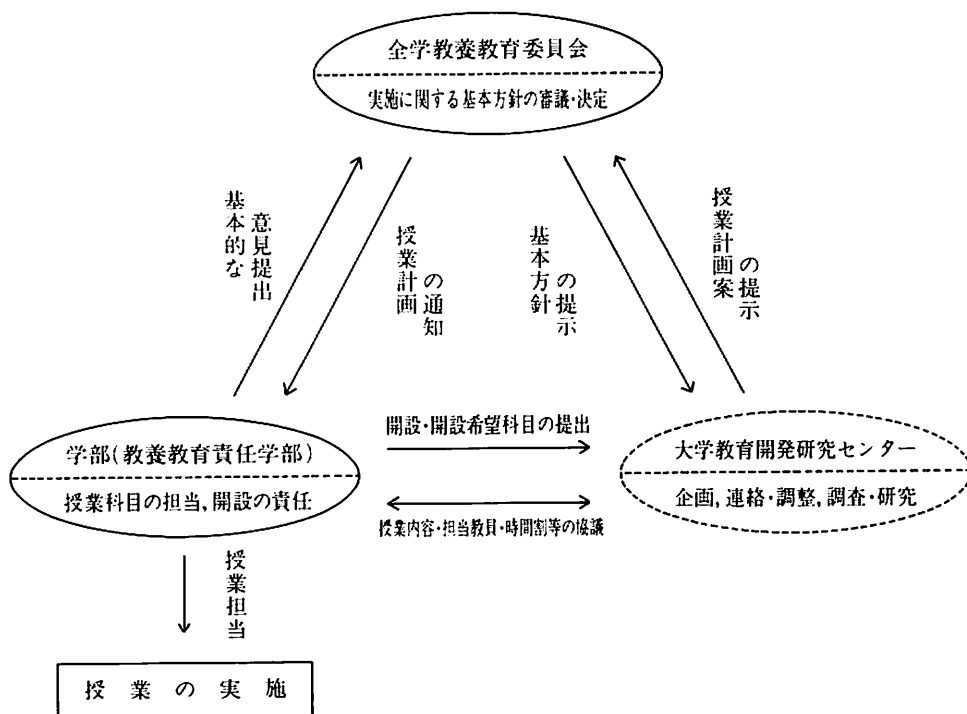 全学教養教育委員会
実施に関する基本方針の審議・決定
基本的な
意見提出
授業計画
の通知
基本方針
の提示
授業計画案
の提示
学部(教養教育責任学部)
授業科目の担当,開設の責任
開設・開設希望科目の提出
授業内容・担当教員・時間割等の協議
大学教育開発研究センター
企画,連絡・調整,調査・研究
授業担当
授業の実施